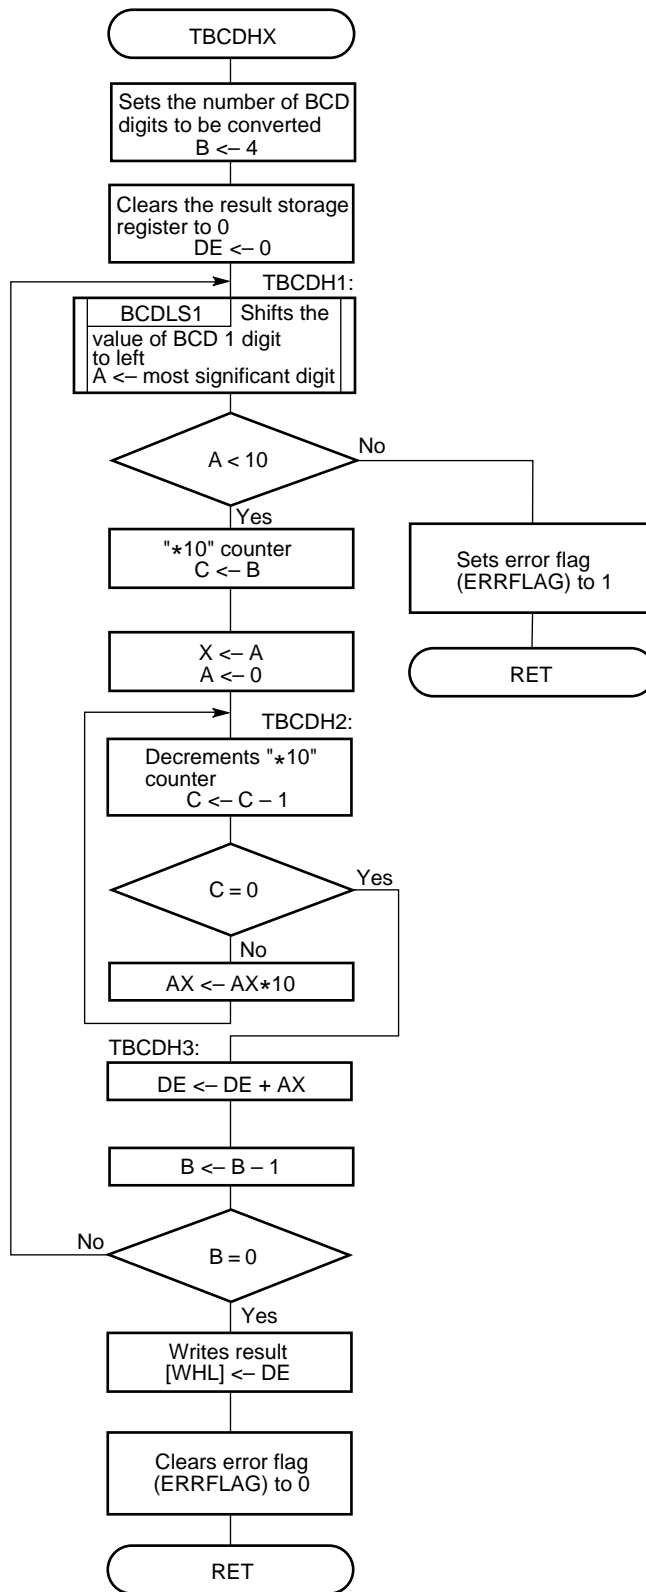 TBCDHX
Sets the number of BCD
digits to be converted
B <– 4
Clears the result storage
register to 0
DE <– 0
TBCDH1:
BCDLS1 Shifts the
value of BCD 1 digit
to left
A <– most significant digit
A < 10
No
Yes
"*10" counter
C <– B
Sets error flag
(ERRFLAG) to 1
X <– A
A <– 0
RET
TBCDH2:
Decrements "*10"
counter
C <– C – 1
C = 0
Yes
No
AX <– AX*10
TBCDH3:
DE <– DE + AX
B <– B – 1
No
B = 0
Yes
Writes result
[WHL] <– DE
Clears error flag
(ERRFLAG) to 0
RET